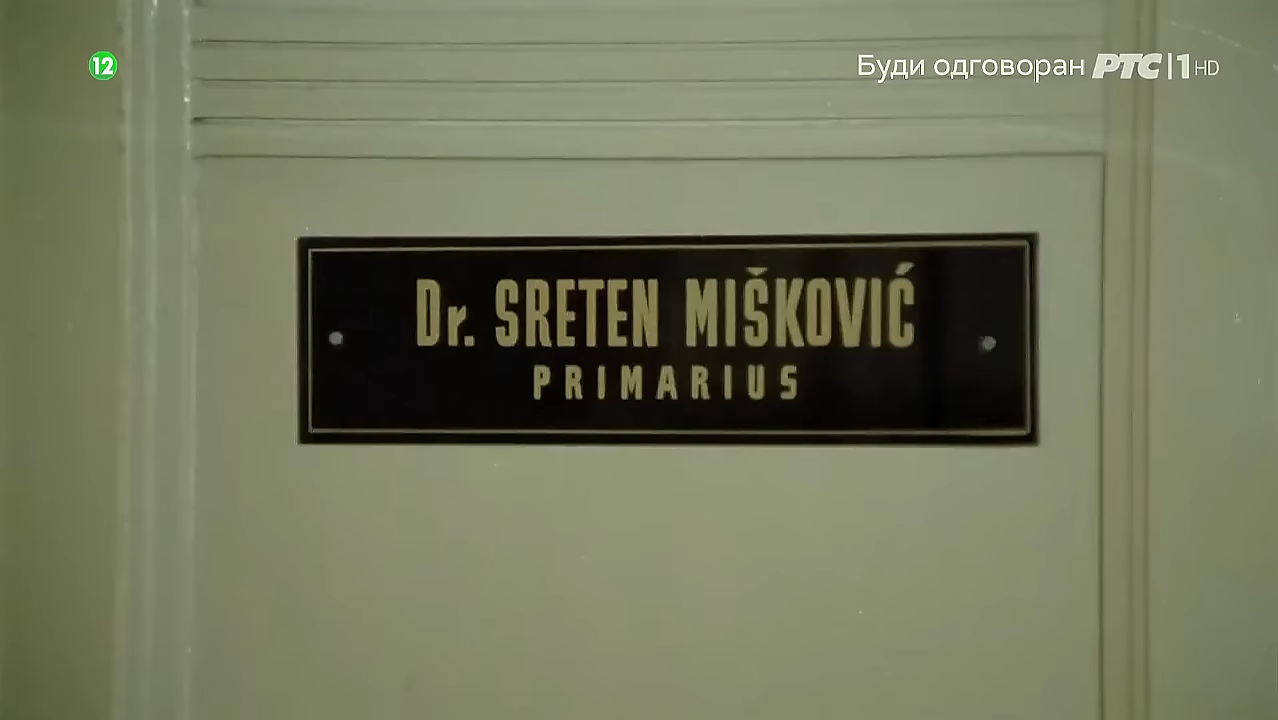 12
Буди одговоран РТС|1 HD
Dr. SRETEN MIŠKOVIĆ
PRIMARIUS